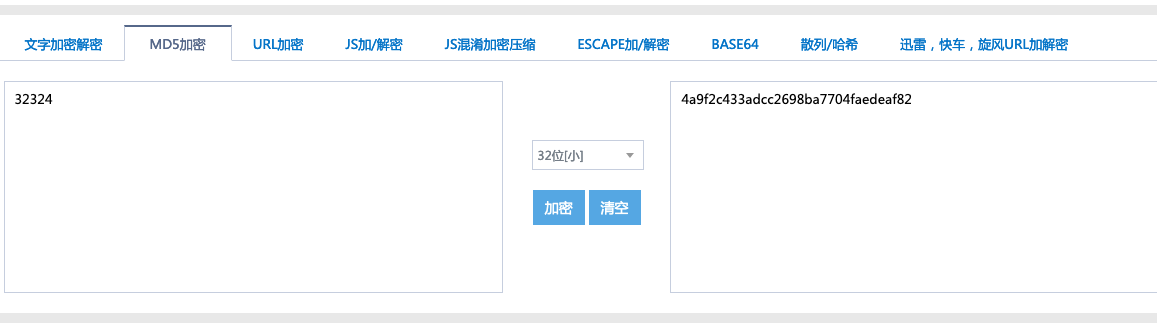 文字加密解密 MD5加密 URL加密 JS加/解密 JS混淆加密压缩 ESCAPE加/解密 BASE64 散列/哈希 迅雷，快车，旋风URL加解密
32324
4a9f2c433adcc2698ba7704faedeaf82
32位[小]
加密 清空